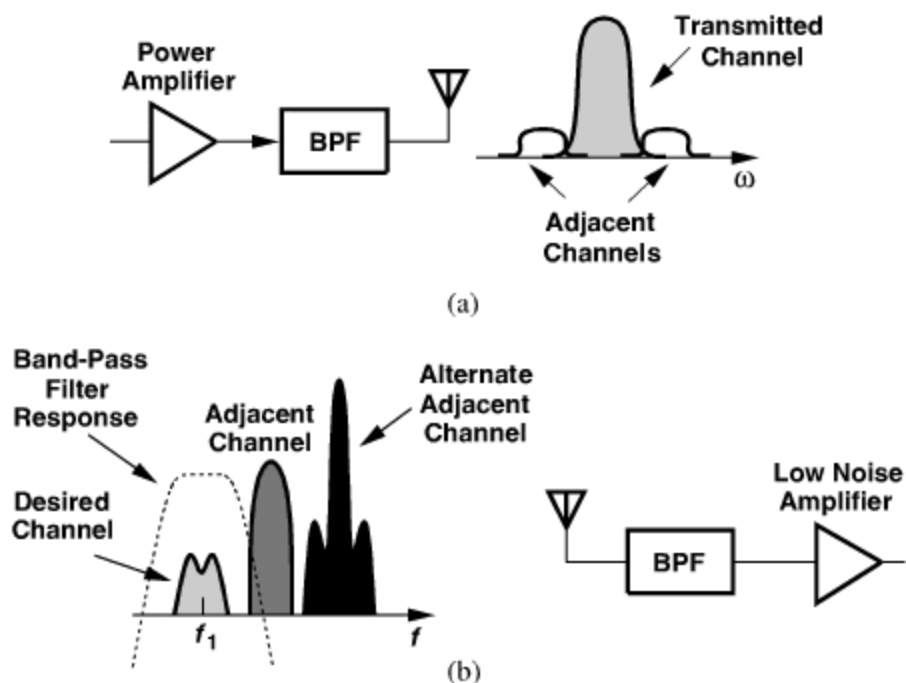 Power
Amplifier
BPF
Transmitted
Channel
ω
Adjacent
Channels
(a)
Band-Pass
Filter
Response
Desired
Channel
Adjacent
Channel
Alternate
Adjacent
Channel
f1
f
Low Noise
Amplifier
BPF
(b)